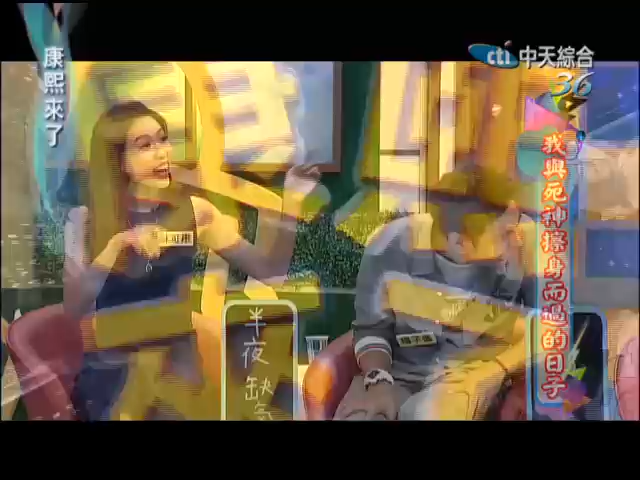 康熙來了
cti 中天綜合
36
我與死神擦身而過的日子
半夜
缺氧